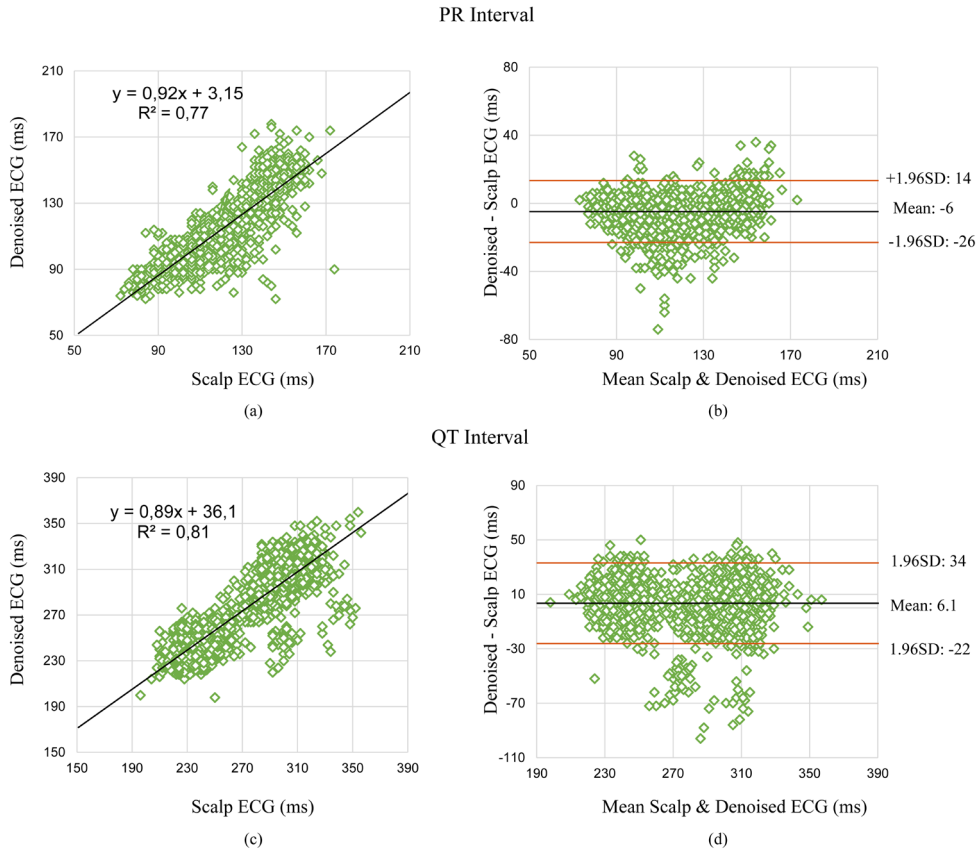 PR Interval
y = 0,92x + 3,15
R² = 0,77
Denoised ECG (ms)
210
170
130
90
50
50 90 130 170 210
Scalp ECG (ms)
(a)
Denoised - Scalp ECG (ms)
80
40
0
-40
-80
+1.96SD: 14
Mean: -6
-1.96SD: -26
50 90 130 170 210
Mean Scalp & Denoised ECG (ms)
(b)
QT Interval
y = 0,89x + 36,1
R² = 0,81
Denoised ECG (ms)
390
350
310
270
230
190
150
150 190 230 270 310 350 390
Scalp ECG (ms)
(c)
Denoised - Scalp ECG (ms)
90
50
10
-30
-70
-110
1.96SD: 34
Mean: 6.1
1.96SD: -22
190 230 270 310 350 390
Mean Scalp & Denoised ECG (ms)
(d)